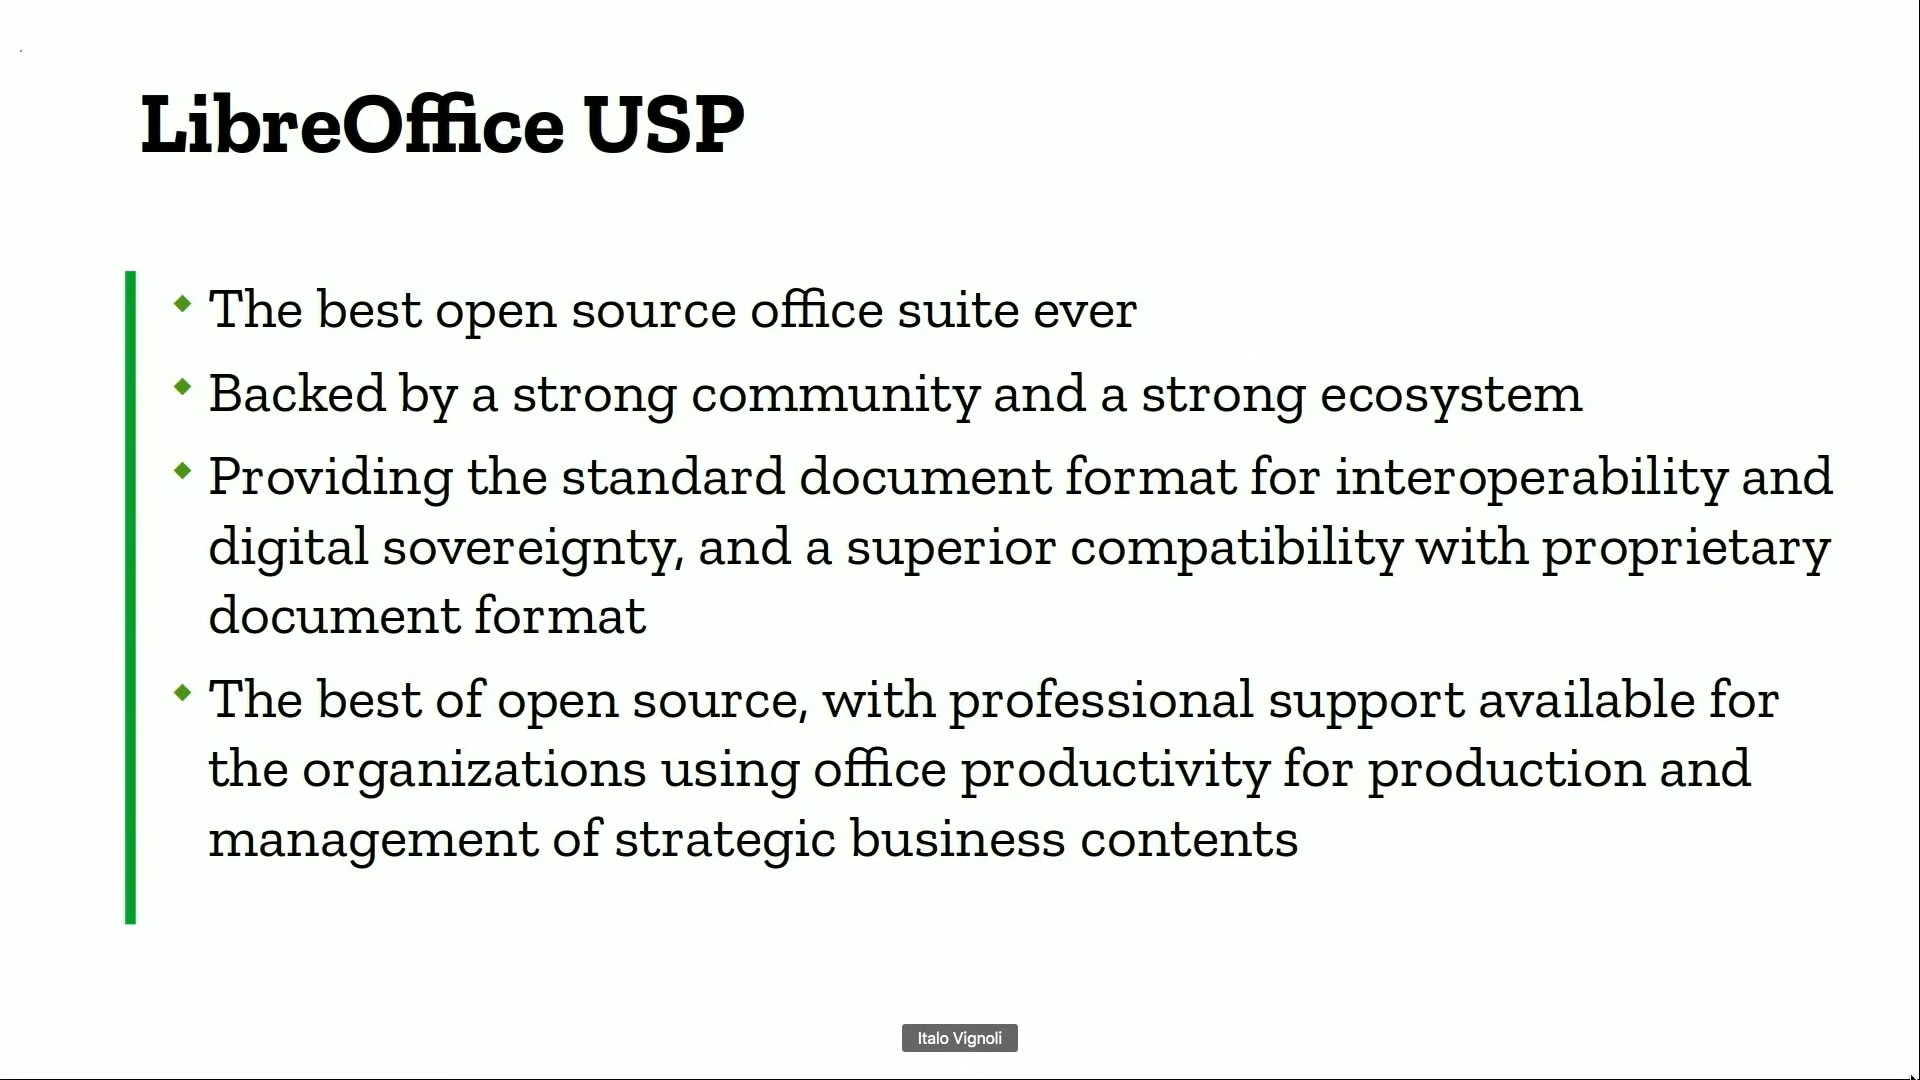 LibreOffice USP
The best open source office suite ever
Backed by a strong community and a strong ecosystem
Providing the standard document format for interoperability and
digital sovereignty, and a superior compatibility with proprietary
document format
The best of open source, with professional support available for
the organizations using office productivity for production and
management of strategic business contents
Italo Vignoli